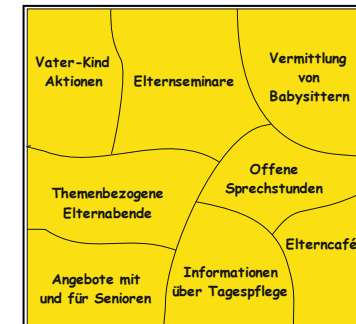 Vater-Kind
Aktionen
Elternseminare
Vermittlung
von
Babysittern
Offene
Sprechstunden
Themenbezogene
Elternabende
Elterncafé
Angebote mit
und für Senioren
Informationen
über Tagespflege